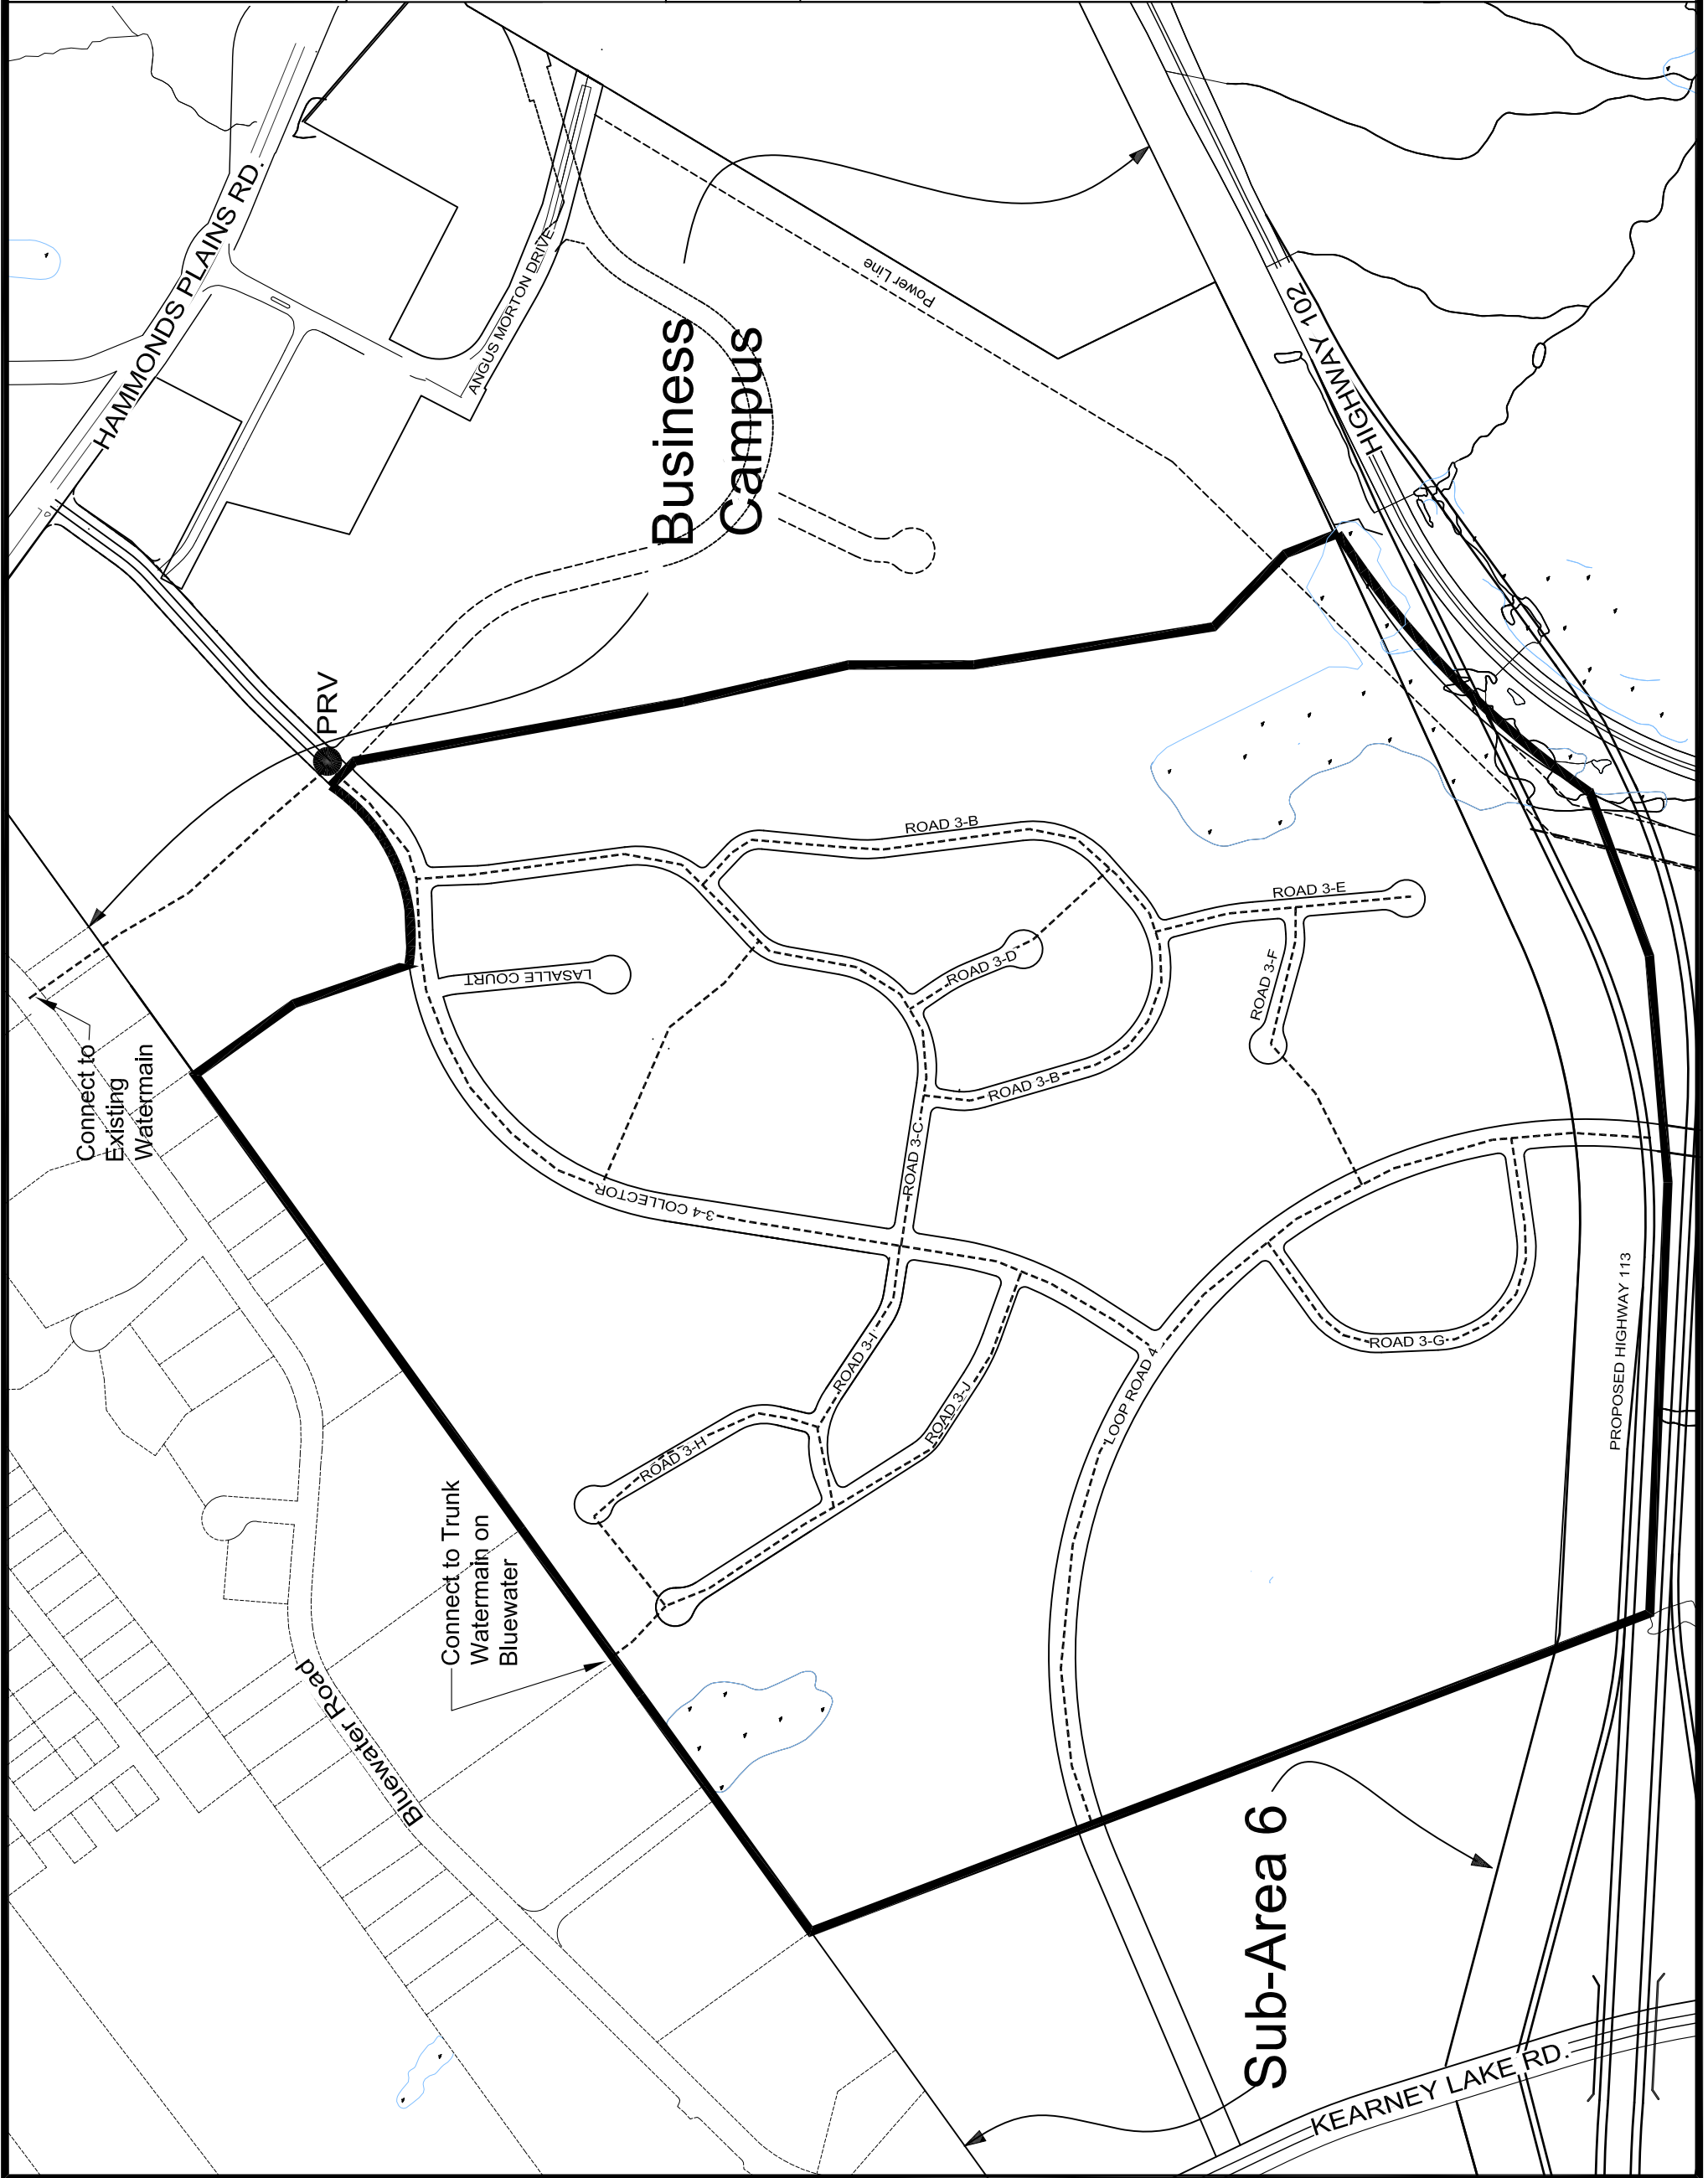 HAMMONDS PLAINS RD.
ANGUS MORTON DRIVE
Power Line
Business
Campus
HIGHWAY 102
PRV
ROAD 3-B
ROAD 3-E
LASALLE COURT
ROAD 3-D
ROAD 3-F
Connect to
Existing
Watermain
ROAD 3-B
ROAD 3-C
3-4 COLLECTOR
ROAD 3-I
ROAD 3-J
ROAD 3-H
LOOP ROAD 4
ROAD 3-G
PROPOSED HIGHWAY 113
Connect to Trunk
Watermain on
Bluewater
Bluewater Road
Sub-Area 6
KEARNEY LAKE RD.